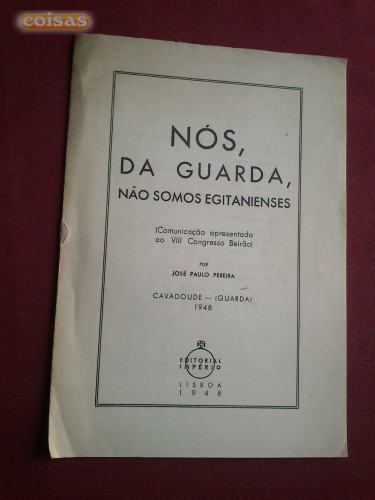 coisas
NÓS,
DA GUARDA,
NÃO SOMOS EGITANIENSES
(Comunicação apresentada
ao VIII Congresso Beirão)
POR
JOSÉ PAULO PEREIRA
CAVADOUDE — (GUARDA)
1948
EDITORIAL
IMPÉRIO
LISBOA
1948